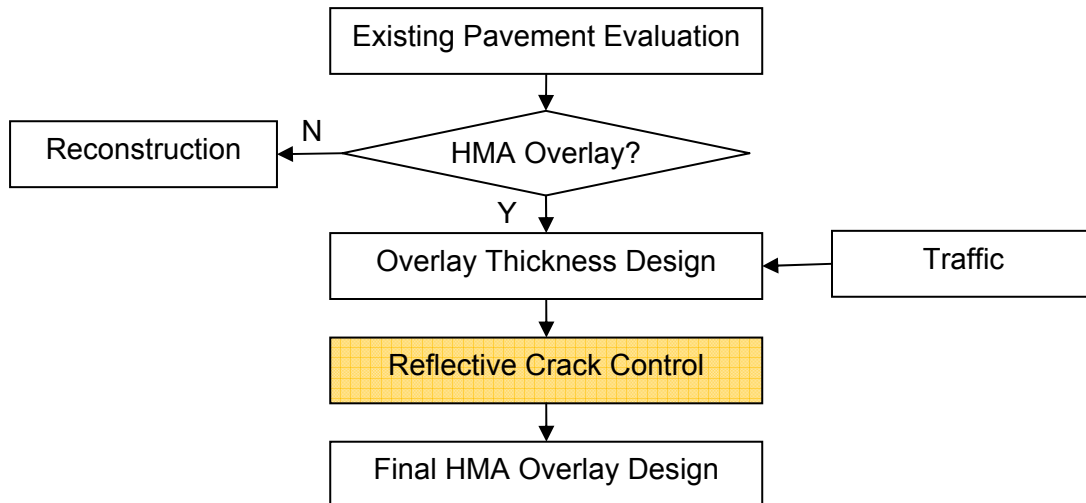 Existing Pavement Evaluation
N
Reconstruction
HMA Overlay?
Y
Overlay Thickness Design
Traffic
Reflective Crack Control
Final HMA Overlay Design